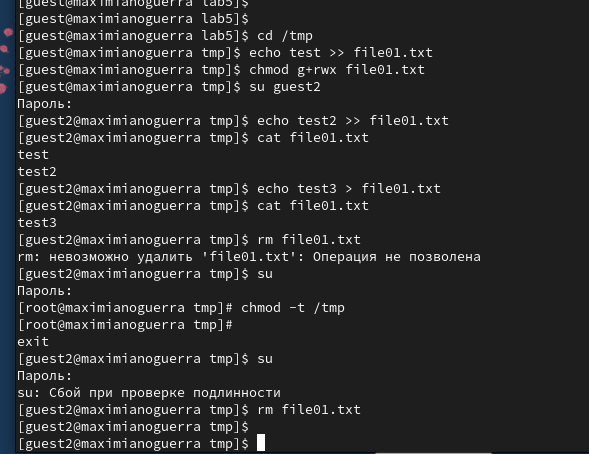 [guest@maximianoguerra lab5]$
[guest@maximianoguerra lab5]$
[guest@maximianoguerra lab5]$ cd /tmp
[guest@maximianoguerra tmp]$ echo test >> file01.txt
[guest@maximianoguerra tmp]$ chmod g+rwx file01.txt
[guest@maximianoguerra tmp]$ su guest2
Пароль:
[guest2@maximianoguerra tmp]$ echo test2 >> file01.txt
[guest2@maximianoguerra tmp]$ cat file01.txt
test
test2
[guest2@maximianoguerra tmp]$ echo test3 > file01.txt
[guest2@maximianoguerra tmp]$ cat file01.txt
test3
[guest2@maximianoguerra tmp]$ rm file01.txt
rm: невозможно удалить 'file01.txt': Операция не позволена
[guest2@maximianoguerra tmp]$ su
Пароль:
[root@maximianoguerra tmp]# chmod -t /tmp
[root@maximianoguerra tmp]#
exit
[guest2@maximianoguerra tmp]$ su
Пароль:
su: Сбой при проверке подлинности
[guest2@maximianoguerra tmp]$ rm file01.txt
[guest2@maximianoguerra tmp]$
[guest2@maximianoguerra tmp]$